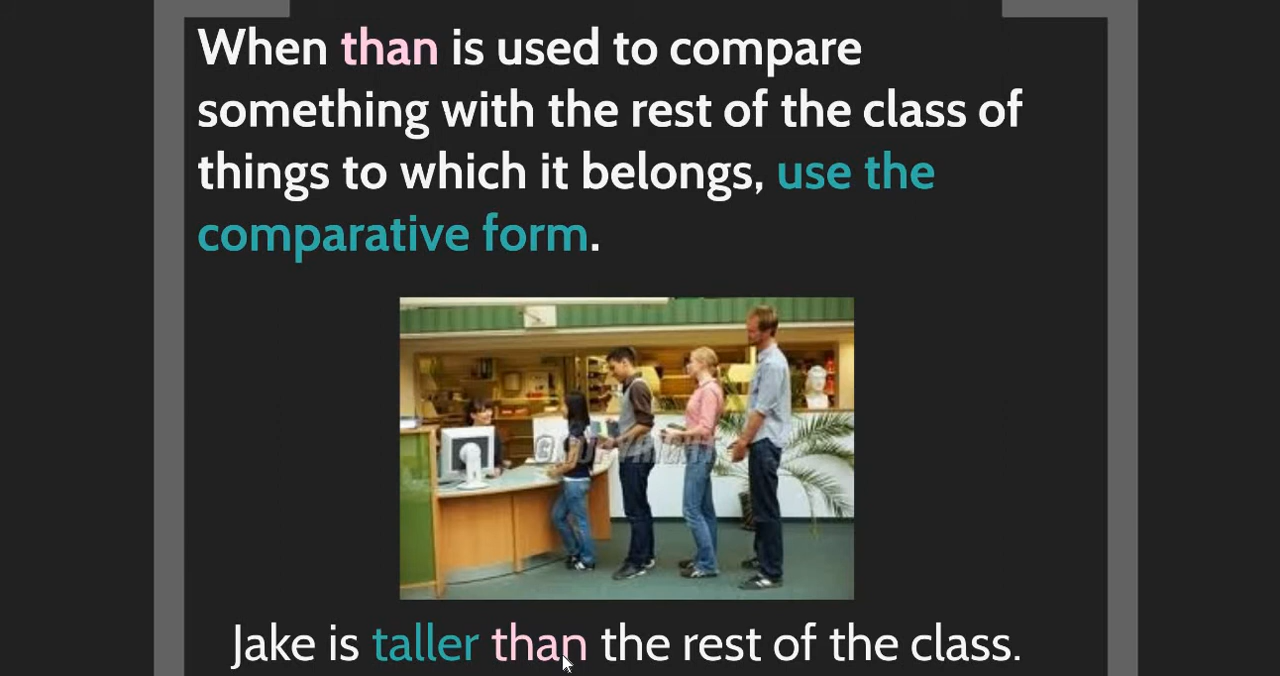 When than is used to compare
something with the rest of the class of
things to which it belongs, use the
comparative form.
©COPYRIGHT
Jake is taller than the rest of the class.